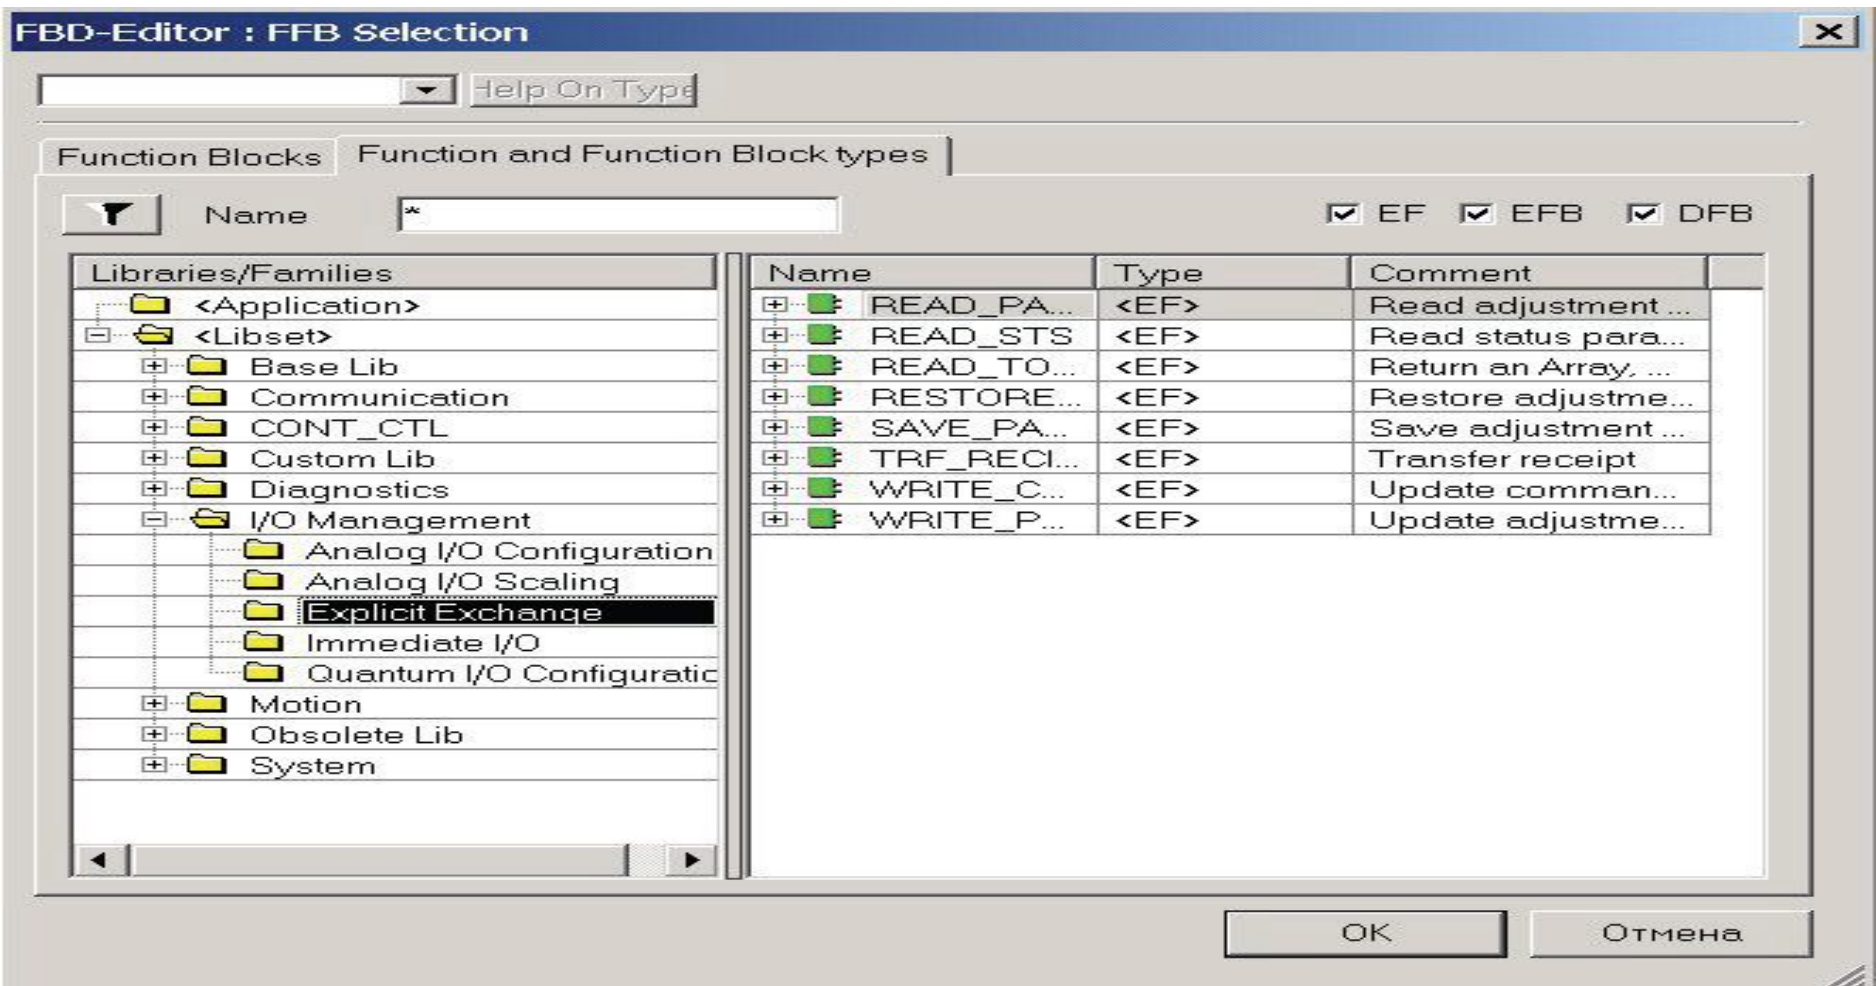 FBD-Editor : FFB Selection
Help On Type
Function Blocks Function and Function Block types
Name * EF EFB DFB
Libraries/Families Name Type Comment
<Application> READ_PA... <EF> Read adjustment ...
<Libset> READ_STS <EF> Read status para...
Base Lib READ_TO... <EF> Return an Array, ...
Communication RESTORE... <EF> Restore adjustme...
CONT_CTL SAVE_PA... <EF> Save adjustment ...
Custom Lib TRF_RECI... <EF> Transfer receipt
Diagnostics WRITE_C... <EF> Update comman...
I/O Management WRITE_P... <EF> Update adjustme...
Analog I/O Configuration
Analog I/O Scaling
Explicit Exchange
Immediate I/O
Quantum I/O Configuratic
Motion
Obsolete Lib
System
OK Отмена